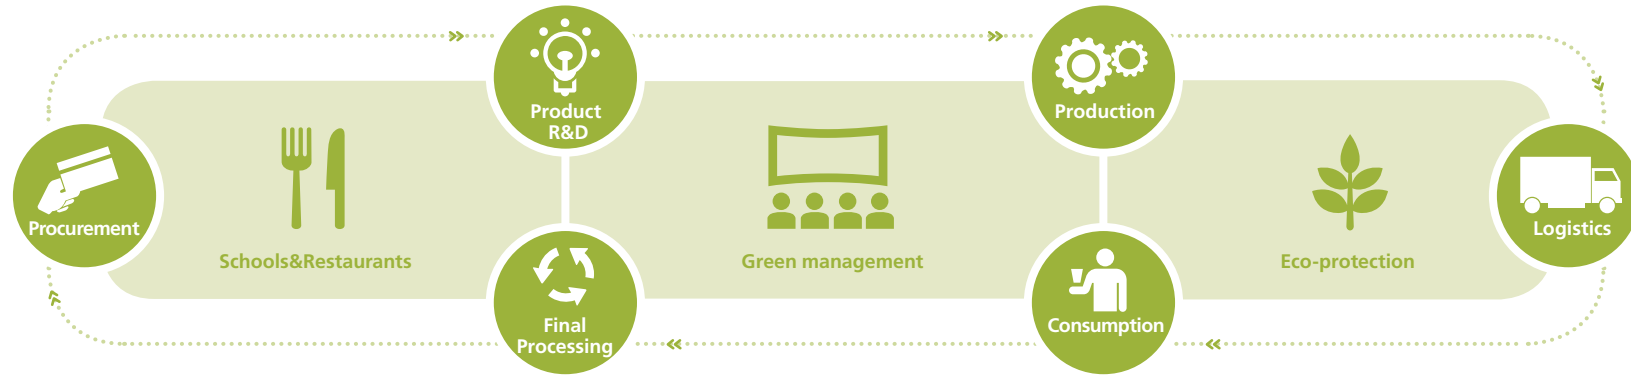 Product
R&D
Production
Procurement
Logistics
Schools&Restaurants
Green management
Eco-protection
Final
Processing
Consumption